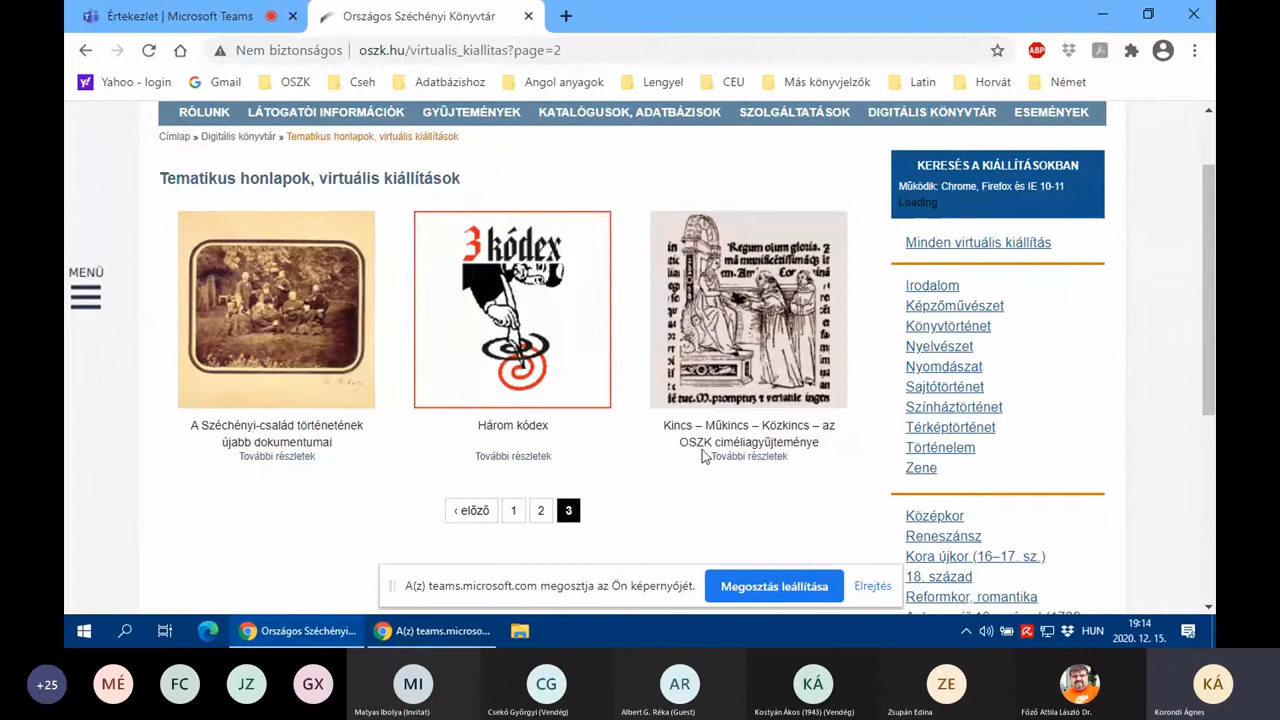 Értekezlet | Microsoft Teams
Országos Széchényi Könyvtár
Nem biztonságos
oszk.hu/virtualis_kiallitas?page=2
ABP
Yahoo - login
Gmail
OSZK
Cseh
Adatbázishoz
Angol anyagok
Lengyel
CEU
Más könyvjelzők
Latin
Horvát
Német
RÓLUNK
LÁTOGATÓI INFORMÁCIÓK
GYŰJTEMÉNYEK
KATALÓGUSOK, ADATBÁZISOK
SZOLGÁLTATÁSOK
DIGITÁLIS KÖNYVTÁR
ESEMÉNYEK
Címlap » Digitális könyvtár » Tematikus honlapok, virtuális kiállítások
Tematikus honlapok, virtuális kiállítások
MENÜ
3 kódex
Regum olium gloria.
A Széchényi-család történetének
újabb dokumentumai
További részletek
Három kódex
További részletek
Kincs – Műkincs – Közkincs – az
OSZK ciméliagyűjteménye
További részletek
‹ előző
1
2
3
KERESÉS A KIÁLLÍTÁSOKBAN
Működik: Chrome, Firefox és IE 10-11
Loading
Minden virtuális kiállítás
Irodalom
Képzőművészet
Könyvtörténet
Nyelvészet
Nyomdászat
Sajtótörténet
Színháztörténet
Térképtörténet
Történelem
Zene
Középkor
Reneszánsz
Kora újkor (16–17. sz.)
18. század
Reformkor, romantika
A(z) teams.microsoft.com megosztja az Ön képernyőjét.
Megosztás leállítása
Elrejtés
Országos Széchényi...
A(z) teams.microso...
HUN
19:14
2020. 12. 15.
+25
MÉ
FC
JZ
GX
MI
Matyas Ibolya (Invitat)
CG
Csekő Györgyi (Vendég)
AR
Albert G. Réka (Guest)
KÁ
Kostyán Ákos (1943) (Vendég)
ZE
Zsupán Edina
Főző Attila László Dr.
KÁ
Korondi Ágnes